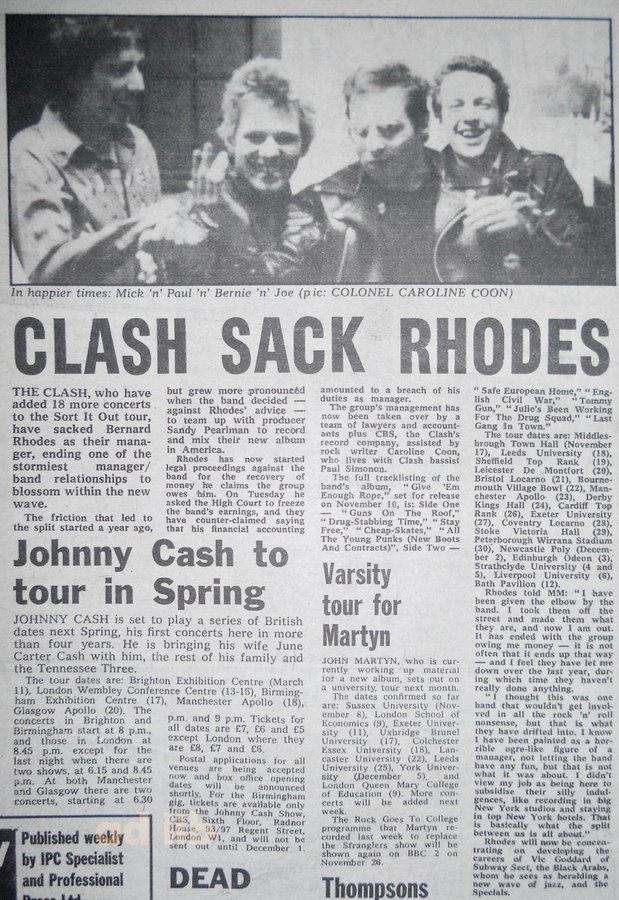 In happier times: Mick 'n' Paul 'n' Bernie 'n' Joe (pic: COLONEL CAROLINE COON)
CLASH SACK RHODES
THE CLASH, who have
added 18 more concerts
to the Sort It Out tour,
have sacked Bernard
Rhodes as their mana-
ger, ending one of the
stormiest manager/
band relationships to
blossom within the new
wave.
The friction that led to
the split started a year ago,
but grew more pronounced
when the band decided —
against Rhodes' advice —
to team up with producer
Sandy Pearlman to record
and mix their new album
in America.
Rhodes has now started
legal proceedings against the
band for the recovery of
money he claims the group
owes him. On Tuesday he
asked the High Court to freeze
the band's earnings, and they
have counter-claimed saying
that his financial accounting
amounted to a breach of his
duties as manager.
The group's management has
now been taken over by a
team of lawyers and account-
ants plus CBS, the Clash's
record company, assisted by
rock writer Caroline Coon,
who lives with Clash bassist
Paul Simonon.
The full tracklisting of the
band's album, "Give 'Em
Enough Rope," set for release
on November 10, is: Side One
— "Guns On The Roof,"
"Drug-Stabbing Time," "Stay
Free," "Cheap-Skates," "All
The Young Punks (New Boots
And Contracts)", Side Two —
"Safe European Home," "Eng-
lish Civil War," "Tommy
Gun," "Julie's Been Working
For The Drug Squad," "Last
Gang In Town."
The tour dates are: Middles-
brough Town Hall (November
17), Leeds University (18),
Sheffield Top Rank (19),
Leicester De Montfort (20),
Bristol Locarno (21), Bourne-
mouth Village Bowl (22), Man-
chester Apollo (23), Derby
Kings Hall (24), Cardiff Top
Rank (26), Exeter University
(27), Coventry Locarno (28),
Stoke Victoria Hall (29),
Peterborough Wirrana Stadium
(30), Newcastle Poly (Decem-
ber 2), Edinburgh Odeon (3),
Strathclyde University (4 and
5), Liverpool University (6),
Bath Pavilion (12).
Rhodes told MM: "I have
been given the elbow by the
band. I took them off the
street and made them what
they are, and now I am out.
It has ended with the group
owing me money — it is not
often that it ends up that way
— and I feel they have let me
down over the last year, dur-
ing which time they haven't
really done anything.
"I thought this was one
band that wouldn't get invol-
ved in all the rock 'n' roll
nonsense, but that is what
they have drifted into. I know
I have been painted as a hor-
rible ogre-like figure of a
manager, not letting the band
have any fun, but that is not
what it was about. I didn't
view my job as being here to
subsidise their silly indul-
gences, like recording in big
New York studios and staying
in top New York hotels. That
is basically what the split
between us is all about."
Rhodes will now be concen-
trating on developing the
careers of Vic Goddard of
Subway Sect, the Black Arabs,
whom he sees as heralding a
new wave of jazz, and the
Specials.
Johnny Cash to
tour in Spring
JOHNNY CASH is set to play a series of British
dates next Spring, his first concerts here in more
than four years. He is bringing his wife June
Carter Cash with him, the rest of his family and
the Tennessee Three.
The tour dates are: Brighton Exhibition Centre (March
11), London Wembley Conference Centre (13-16), Birming-
ham Exhibition Centre (17), Manchester Apollo (18),
Glasgow Apollo (20). The
concerts in Brighton and
Birmingham start at 8 p.m.,
and those in London at
8.45 p.m. except for the
last night when there are
two shows, at 6.15 and 8.45
p.m. At both Manchester
and Glasgow there are two
concerts, starting at 6.30
p.m. and 9 p.m. Tickets for
all dates are £7, £6 and £5
except London where they
are £8, £7 and £6.
Postal applications for all
venues are being accepted
now and box office opening
dates will be announced
shortly. For the Birmingham
gig, tickets are available only
from the Johnny Cash Show,
CBS, Sixth Floor, Radnor
House, 93/97 Regent Street,
London W1, and will not be
sent out until December 1.
Varsity
tour for
Martyn
JOHN MARTYN, who is cur-
rently working up material
for a new album, sets out on
a university tour next month.
The dates confirmed so far
are: Sussex University (Nov-
ember 8), London School of
Economics (9), Exeter Univer-
sity (11), Uxbridge Brunel
University (17), Colchester
Essex University (18), Lan-
caster University (22), Leeds
University (25), York Univer-
sity (December 5), and
London Queen Mary College
of Education (9). More con-
certs will be added next
week.
The Rock Goes To College
programme that Martyn re-
corded last week to replace
the Stranglers show will be
shown again on BBC 2 on
November 26.
Published weekly
by IPC Specialist
and Professional
Press Ltd
DEAD
Thompsons